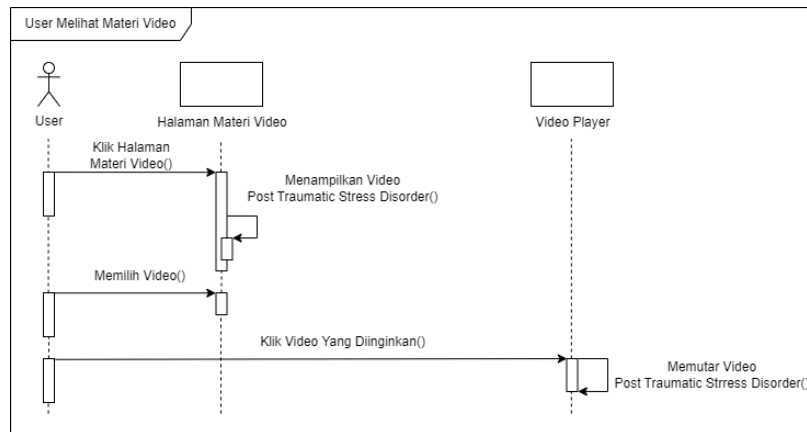 User Melihat Materi Video
User
Halaman Materi Video
Video Player
Klik Halaman
Materi Video()
Menampilkan Video
Post Traumatic Stress Disorder()
Memilih Video()
Klik Video Yang Diinginkan()
Memutar Video
Post Traumatic Strress Disorder()